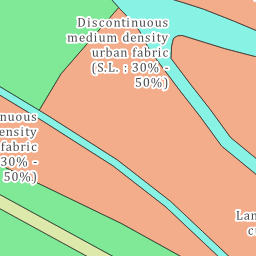 Discontinuous
medium density
urban fabric
(S.L. : 30% -
50%)
nuous
ensity
fabric
30% -
50%)
Lan
c